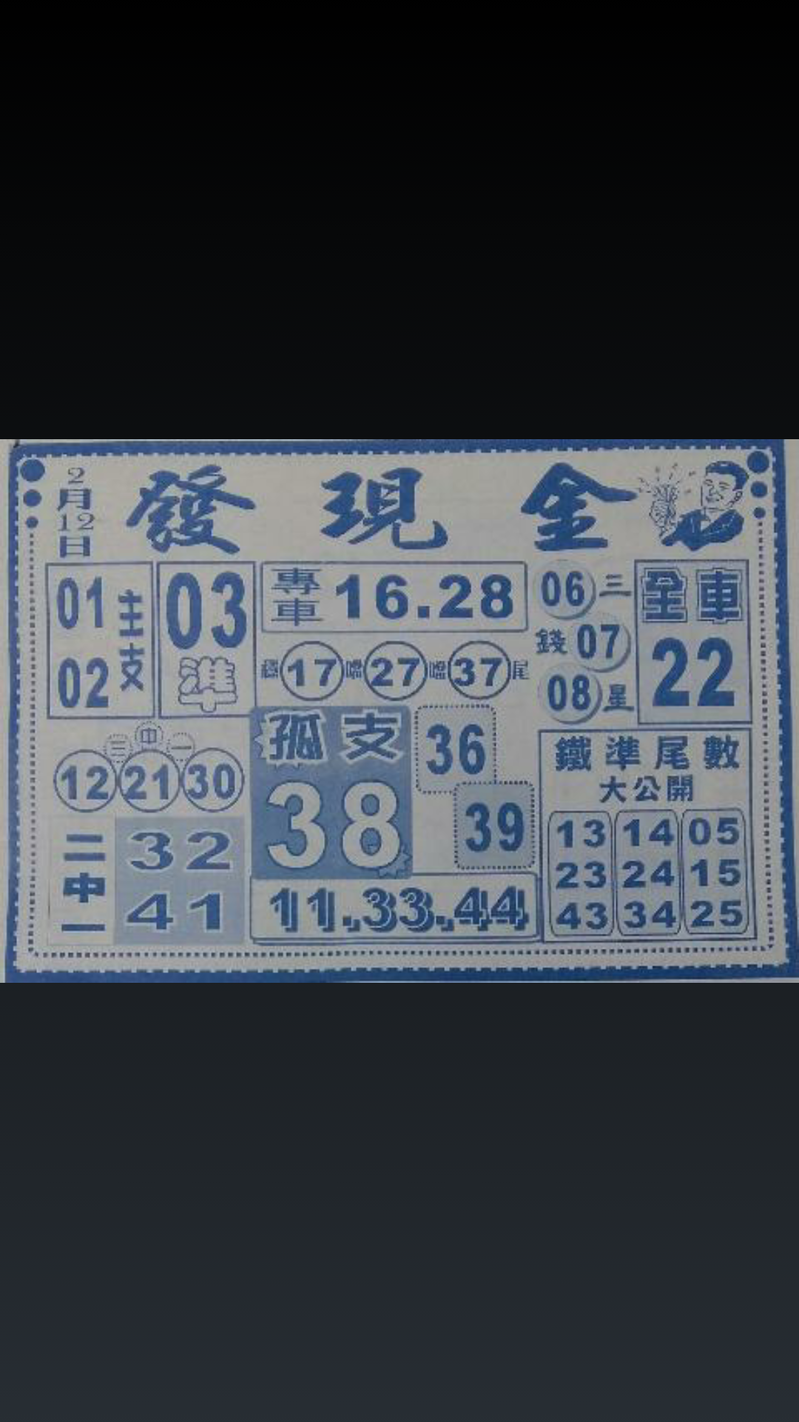 2月12日
發現金
01 02 主支
03 準
專車 16.28
06 07 08 三錢星
全車 22
17 27 37 尾
三中一
12 21 30
孤支 38
36
39
鐵準尾數
大公開
13 14 05
23 24 15
43 34 25
二中一
32
41
11.33.44